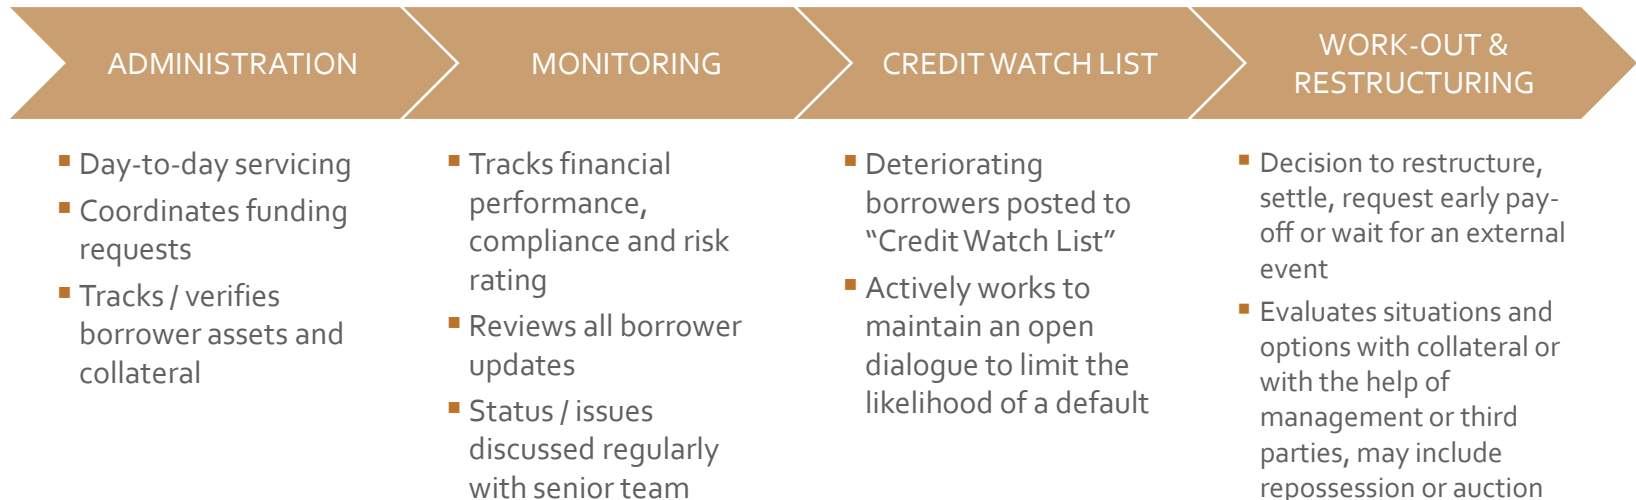 ADMINISTRATION
MONITORING
CREDIT WATCH LIST
WORK-OUT &
RESTRUCTURING
Day-to-day servicing
Coordinates funding
requests
Tracks / verifies
borrower assets and
collateral
Tracks financial
performance,
compliance and risk
rating
Reviews all borrower
updates
Status / issues
discussed regularly
with senior team
Deteriorating
borrowers posted to
“Credit Watch List”
Actively works to
maintain an open
dialogue to limit the
likelihood of a default
Decision to restructure,
settle, request early pay-
off or wait for an external
event
Evaluates situations and
options with collateral or
with the help of
management or third
parties, may include
repossession or auction